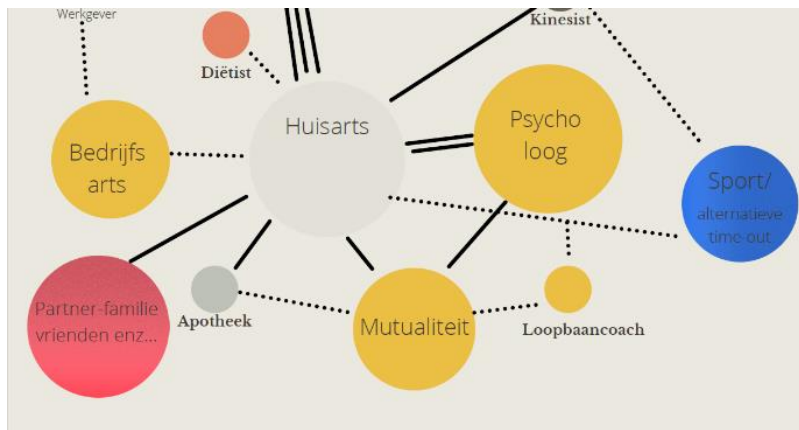 Werkgever
Kinesist
Diëtist
Huisarts
Psycho
loog
Bedrijfs
arts
Sport/
alternatieve
time-out
Partner-familie
vrienden enz...
Apotheek
Mutualiteit
Loopbaancoach